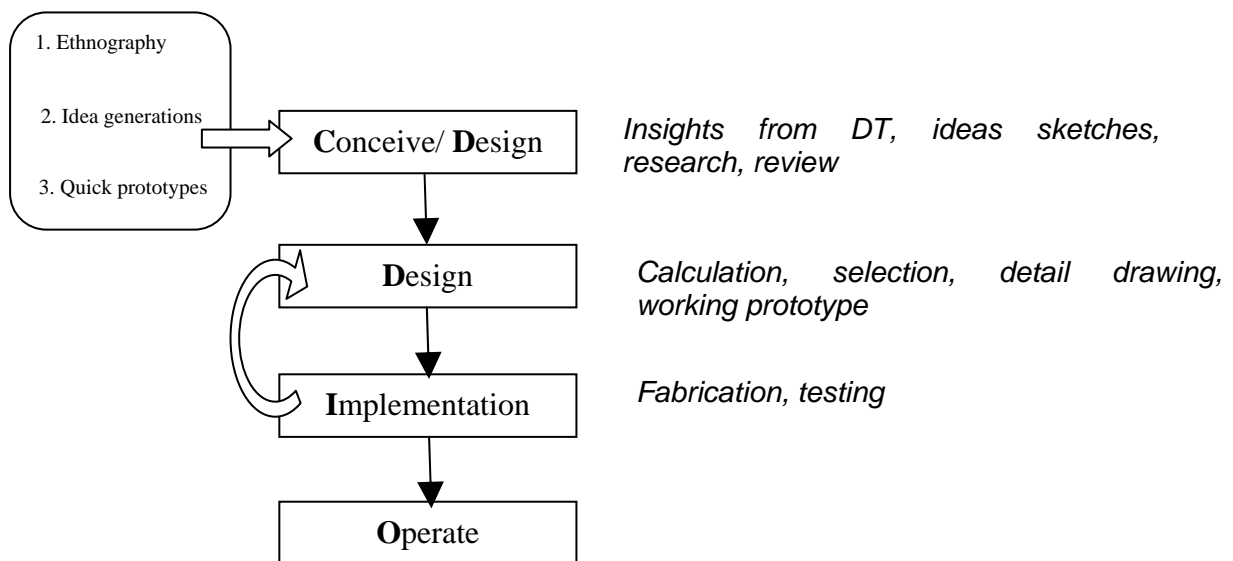 1. Ethnography
2. Idea generations
3. Quick prototypes
Conceive/ Design
Insights from DT, ideas sketches,
research, review
Design
Calculation, selection, detail drawing,
working prototype
Implementation
Fabrication, testing
Operate